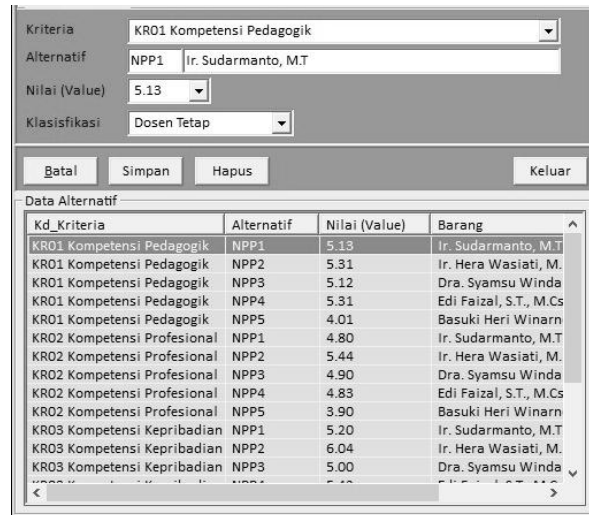 Kriteria KR01 Kompetensi Pedagogik
Alternatif NPP1 Ir. Sudarmanto, M.T
Nilai (Value) 5.13
Klasisfikasi Dosen Tetap
Batal Simpan Hapus Keluar
Data Alternatif
Kd_Kriteria Alternatif Nilai (Value) Barang
KR01 Kompetensi Pedagogik NPP1 5.13 Ir. Sudarmanto, M.T
KR01 Kompetensi Pedagogik NPP2 5.31 Ir. Hera Wasiati, M.
KR01 Kompetensi Pedagogik NPP3 5.12 Dra. Syamsu Winda
KR01 Kompetensi Pedagogik NPP4 5.31 Edi Faizal, S.T., M.Cs
KR01 Kompetensi Pedagogik NPP5 4.01 Basuki Heri Winarn
KR02 Kompetensi Profesional NPP1 4.80 Ir. Sudarmanto, M.T
KR02 Kompetensi Profesional NPP2 5.44 Ir. Hera Wasiati, M.
KR02 Kompetensi Profesional NPP3 4.90 Dra. Syamsu Winda
KR02 Kompetensi Profesional NPP4 4.83 Edi Faizal, S.T., M.Cs
KR02 Kompetensi Profesional NPP5 3.90 Basuki Heri Winarn
KR03 Kompetensi Kepribadian NPP1 5.20 Ir. Sudarmanto, M.T
KR03 Kompetensi Kepribadian NPP2 6.04 Ir. Hera Wasiati, M.
KR03 Kompetensi Kepribadian NPP3 5.00 Dra. Syamsu Winda